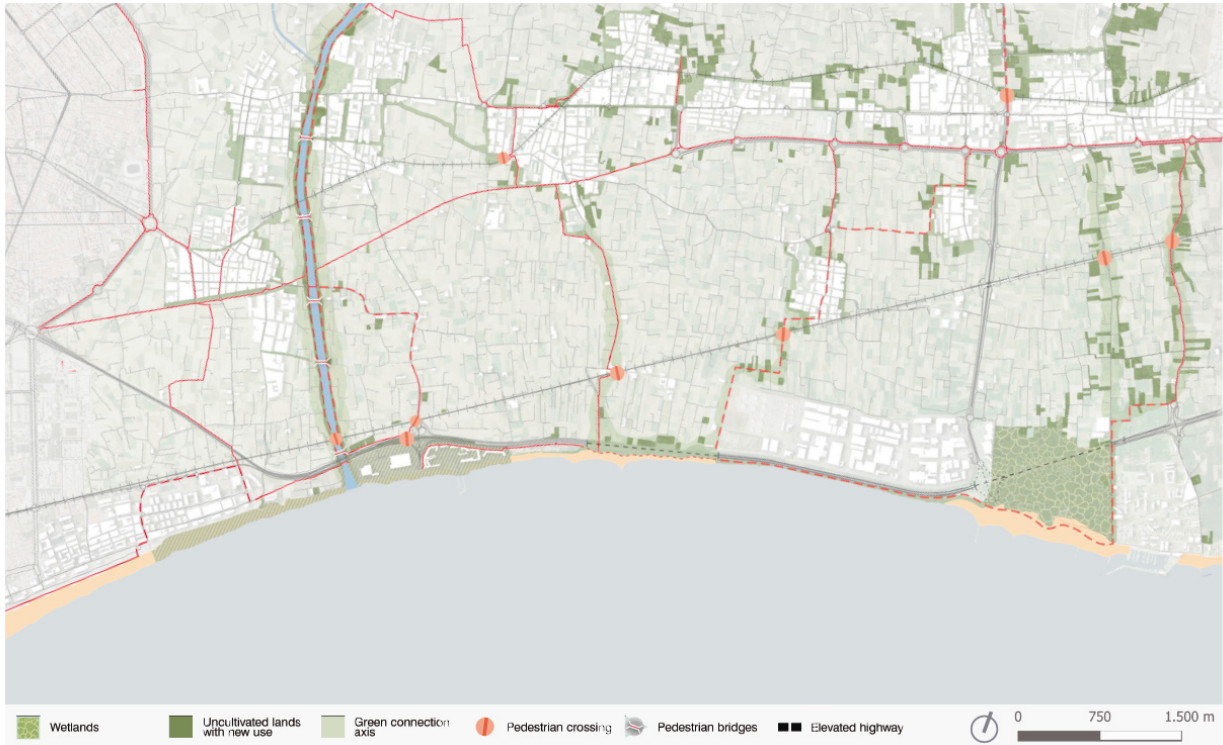 Wetlands
Uncultivated lands
with new use
Green connection
axis
Pedestrian crossing
Pedestrian bridges
Elevated highway
0 750 1.500 m